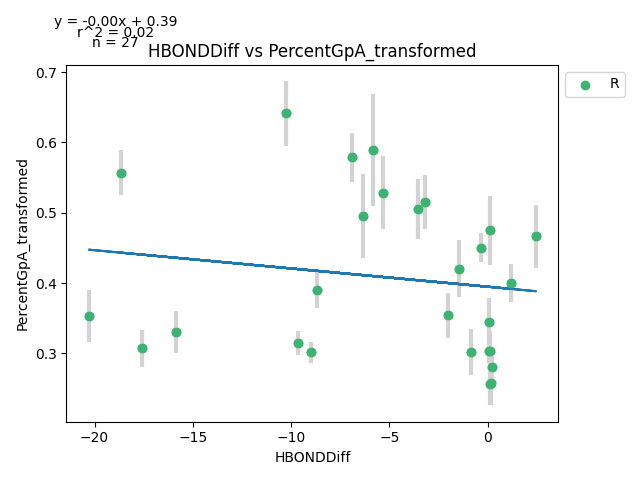 y = -0.00x + 0.39
r^2 = 0.02
n = 27
HBONDDiff vs PercentGpA_transformed
R
PercentGpA_transformed
0.7
0.6
0.5
0.4
0.3
−20
−15
−10
−5
0
HBONDDiff